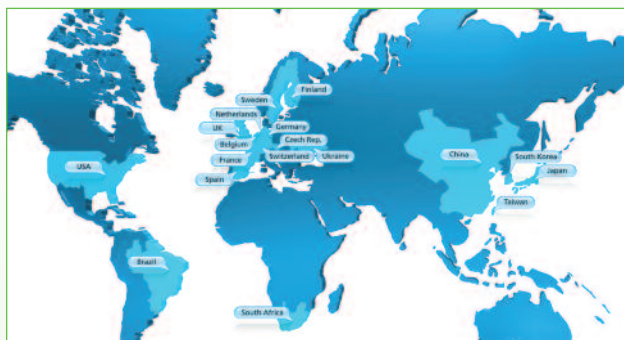 Finland
Sweden
Netherlands
UK
Germany
Czech Rep.
Belgium
France
Switzerland
Ukraine
Spain
USA
China
South Korea
Japan
Taiwan
Brazil
South Africa